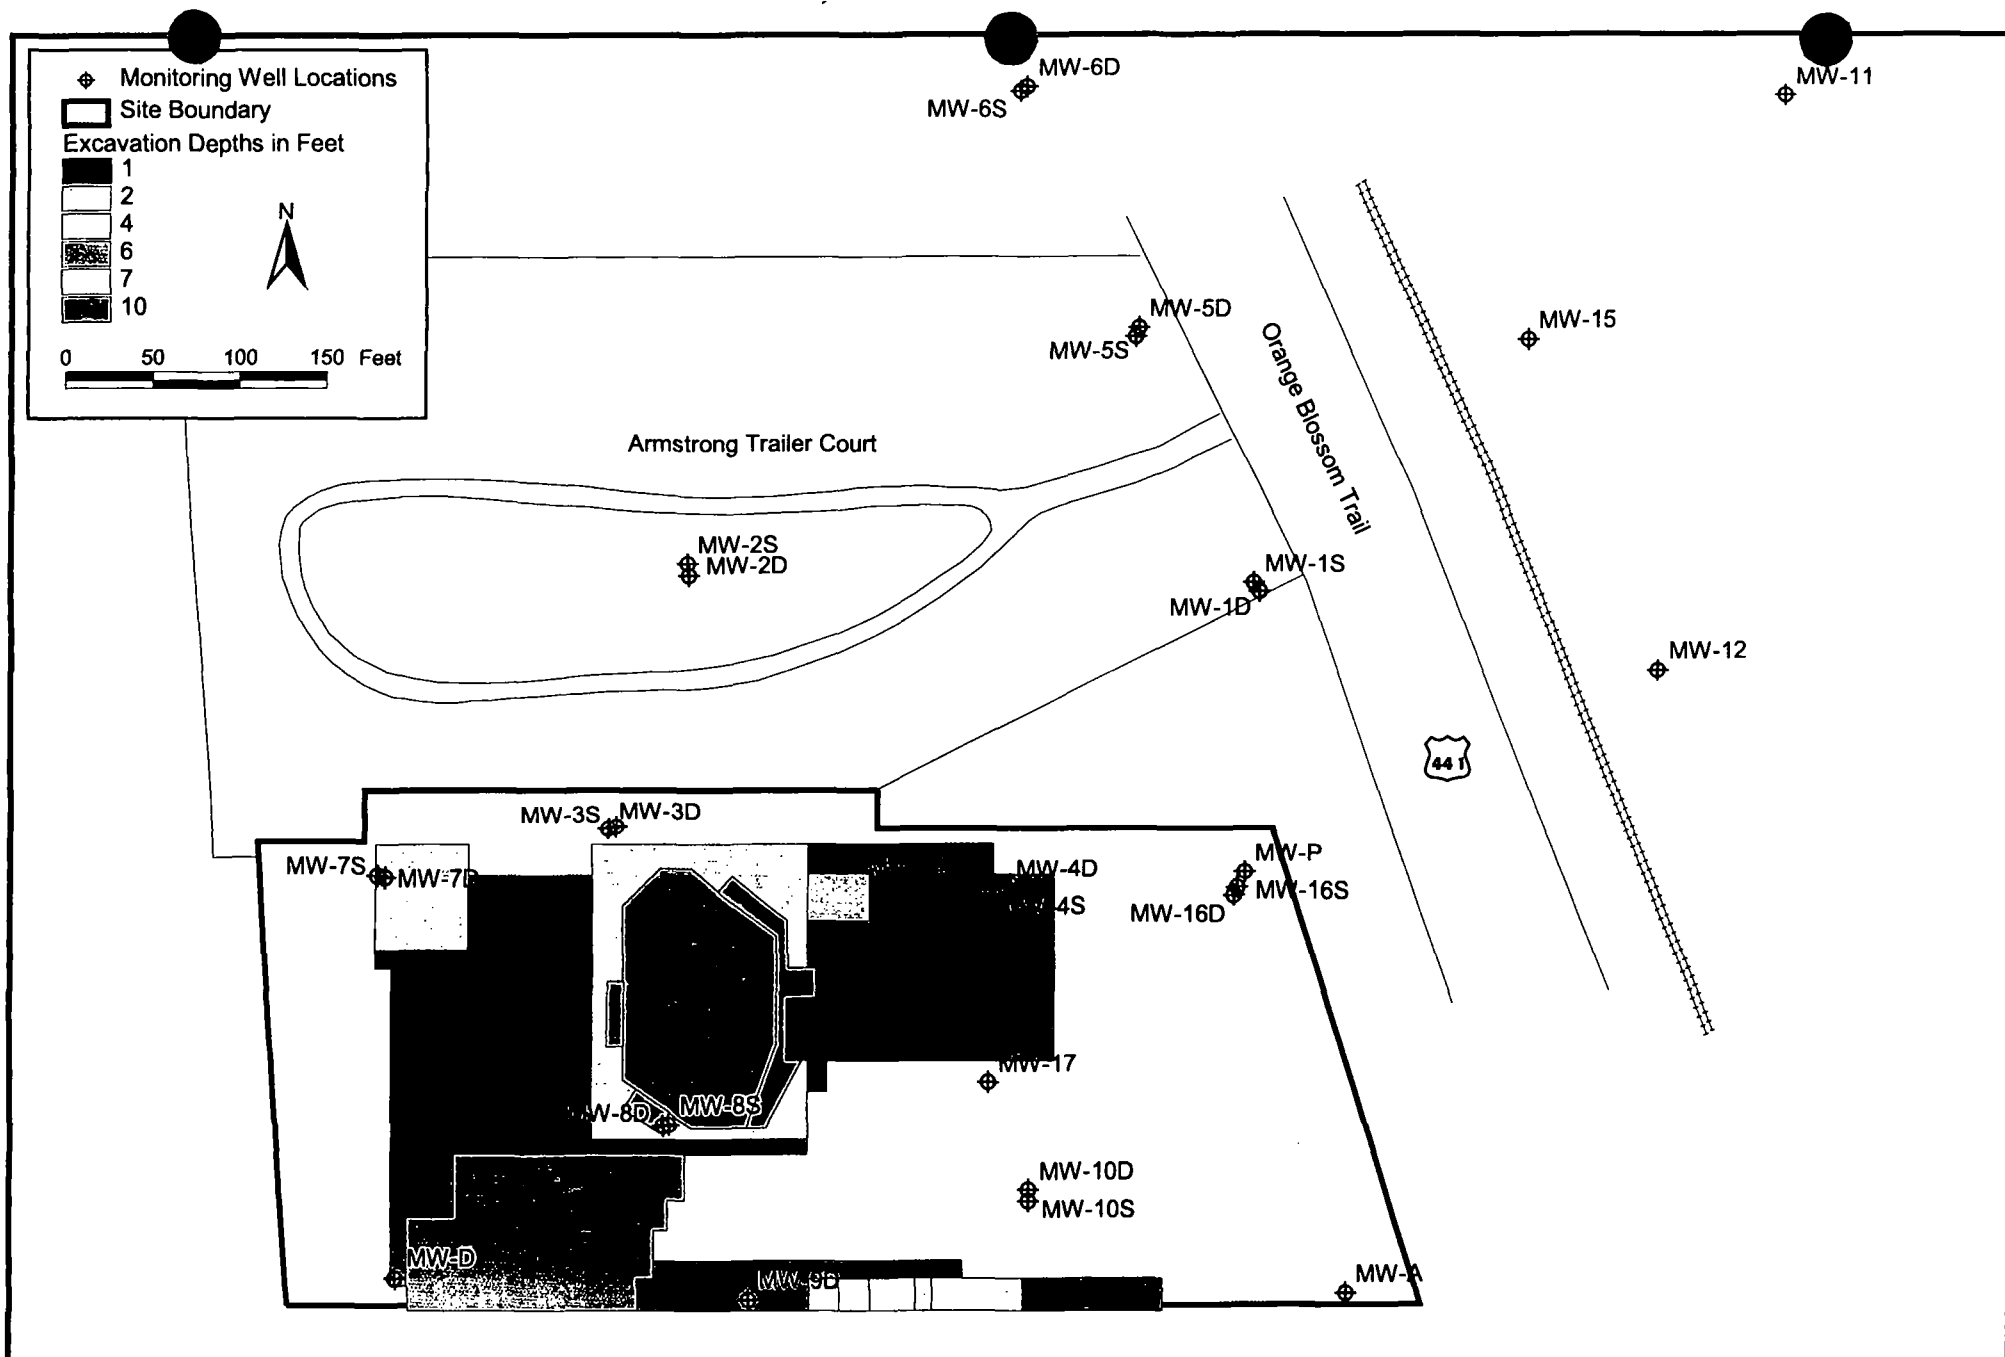 Monitoring Well Locations
Site Boundary
Excavation Depths in Feet
1
2
4
6
7
10
N
0 50 100 150 Feet
MW-6D
MW-6S
MW-11
MW-5D
MW-5S
MW-15
Orange Blossom Trail
Armstrong Trailer Court
MW-2S
MW-2D
MW-1S
MW-1D
MW-12
441
MW-3S
MW-3D
MW-7S
MW-7D
MW-4D
MW-4S
MW-P
MW-16S
MW-16D
MW-17
MW-8D
MW-8S
MW-10D
MW-10S
MW-D
MW-9D
MW-A